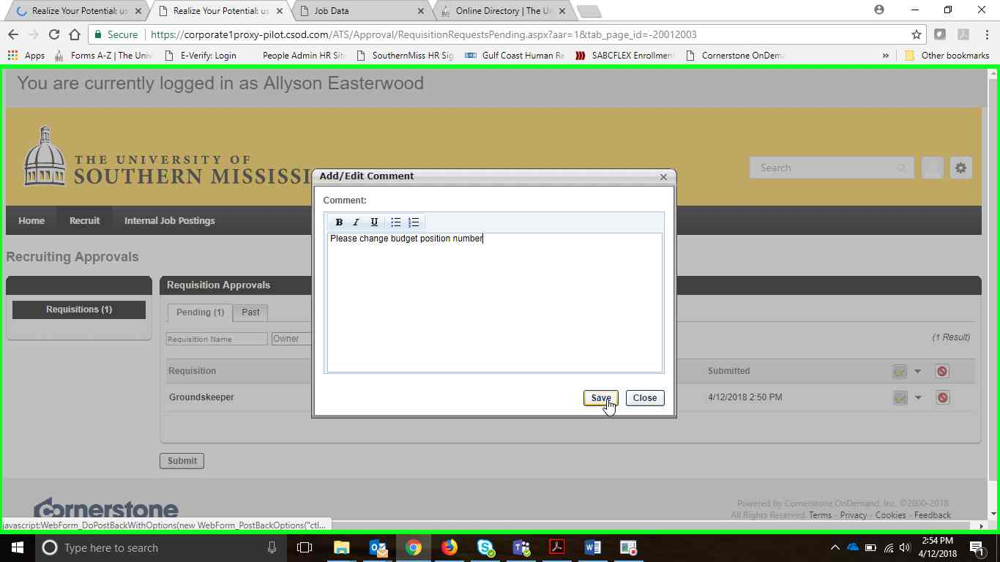 Realize Your Potential: us
Realize Your Potential: us
Job Data
Online Directory | The Un
Secure
https://corporate1proxy-pilot.csod.com/ATS/Approval/RequisitionRequestsPending.aspx?aar=1&tab_page_id=-20012003
Apps
Forms A-Z | The Univ
E-Verify: Login
People Admin HR Site
SouthernMiss HR Sig
Gulf Coast Human Re
SABCFLEX Enrollment
Cornerstone OnDema
»
Other bookmarks
You are currently logged in as Allyson Easterwood
THE UNIVERSITY OF
SOUTHERN MISSISSI
Search
Home
Recruit
Internal Job Postings
Recruiting Approvals
Requisitions (1)
Requisition Approvals
Pending (1)
Past
Requisition Name
Owner
(1 Result)
Requisition
Submitted
Groundskeeper
4/12/2018 2:50 PM
Submit
Add/Edit Comment
Comment:
B I U
Please change budget position number
Save
Close
Cornerstone
Powered by Cornerstone OnDemand, Inc. ©2000-2018
All Rights Reserved. Terms - Privacy - Cookies - Feedback
javascript:WebForm_DoPostBackWithOptions(new WebForm_PostBackOptions("ctl...
Type here to search
2:54 PM
4/12/2018
1